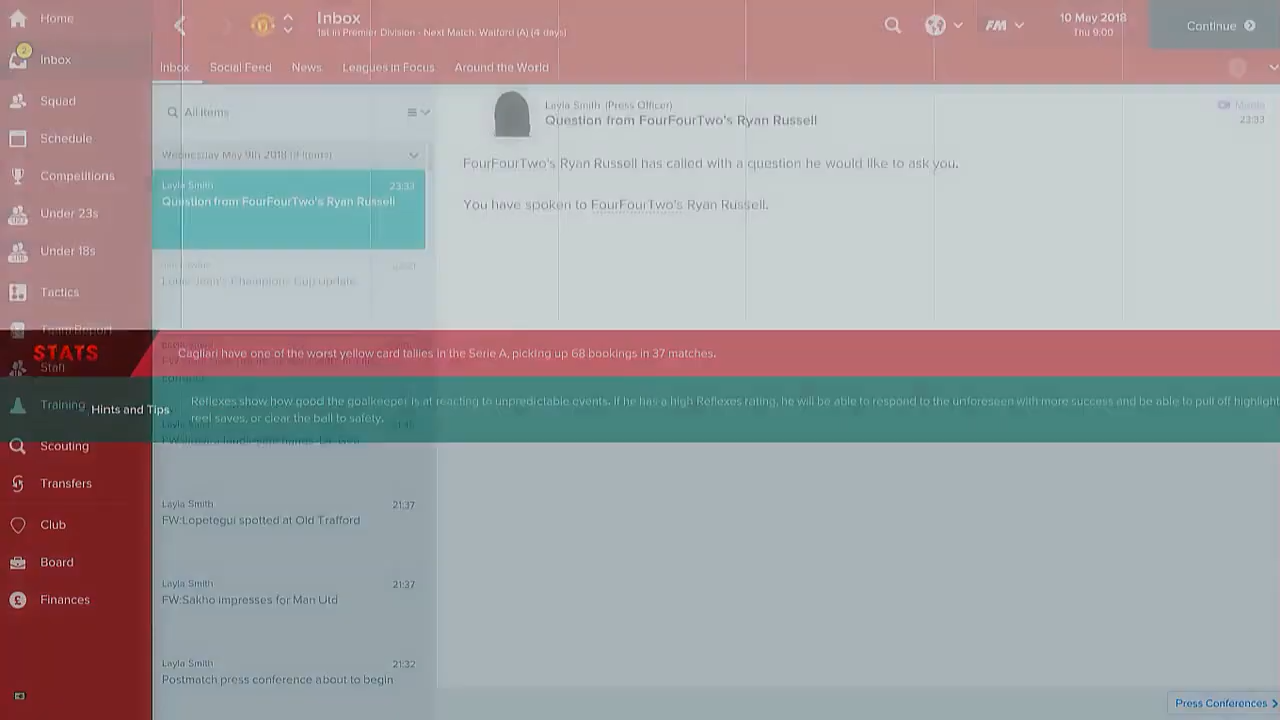 Home
Inbox
Squad
Schedule
Competitions
Under 23s
Under 18s
Tactics
Team Report
Staff
Training
Scouting
Transfers
Club
Board
Finances
Inbox
1st in Premier Division - Next Match: Watford (A) (4 days)
FM
10 May 2018
Thu 9:00
Continue
Inbox
Social Feed
News
Leagues in Focus
Around the World
All Items
Wednesday May 9th 2018 (9 items)
Layla Smith
23:33
Question from FourFourTwo's Ryan Russell
Champions Cup update
Layla Smith (Press Officer)
Question from FourFourTwo's Ryan Russell
23:33
FourFourTwo's Ryan Russell has called with a question he would like to ask you.
You have spoken to FourFourTwo's Ryan Russell.
STATS
Cagliari have one of the worst yellow card tallies in the Serie A, picking up 68 bookings in 37 matches.
Hints and Tips
Reflexes show how good the goalkeeper is at reacting to unpredictable events. If he has a high Reflexes rating, he will be able to respond to the unforeseen with more success and be able to pull off highlight
reel saves, or clear the ball to safety.
Layla Smith
21:37
FW:Lopetegui spotted at Old Trafford
Layla Smith
21:37
FW:Sakho impresses for Man Utd
Layla Smith
21:32
Postmatch press conference about to begin
Press Conferences